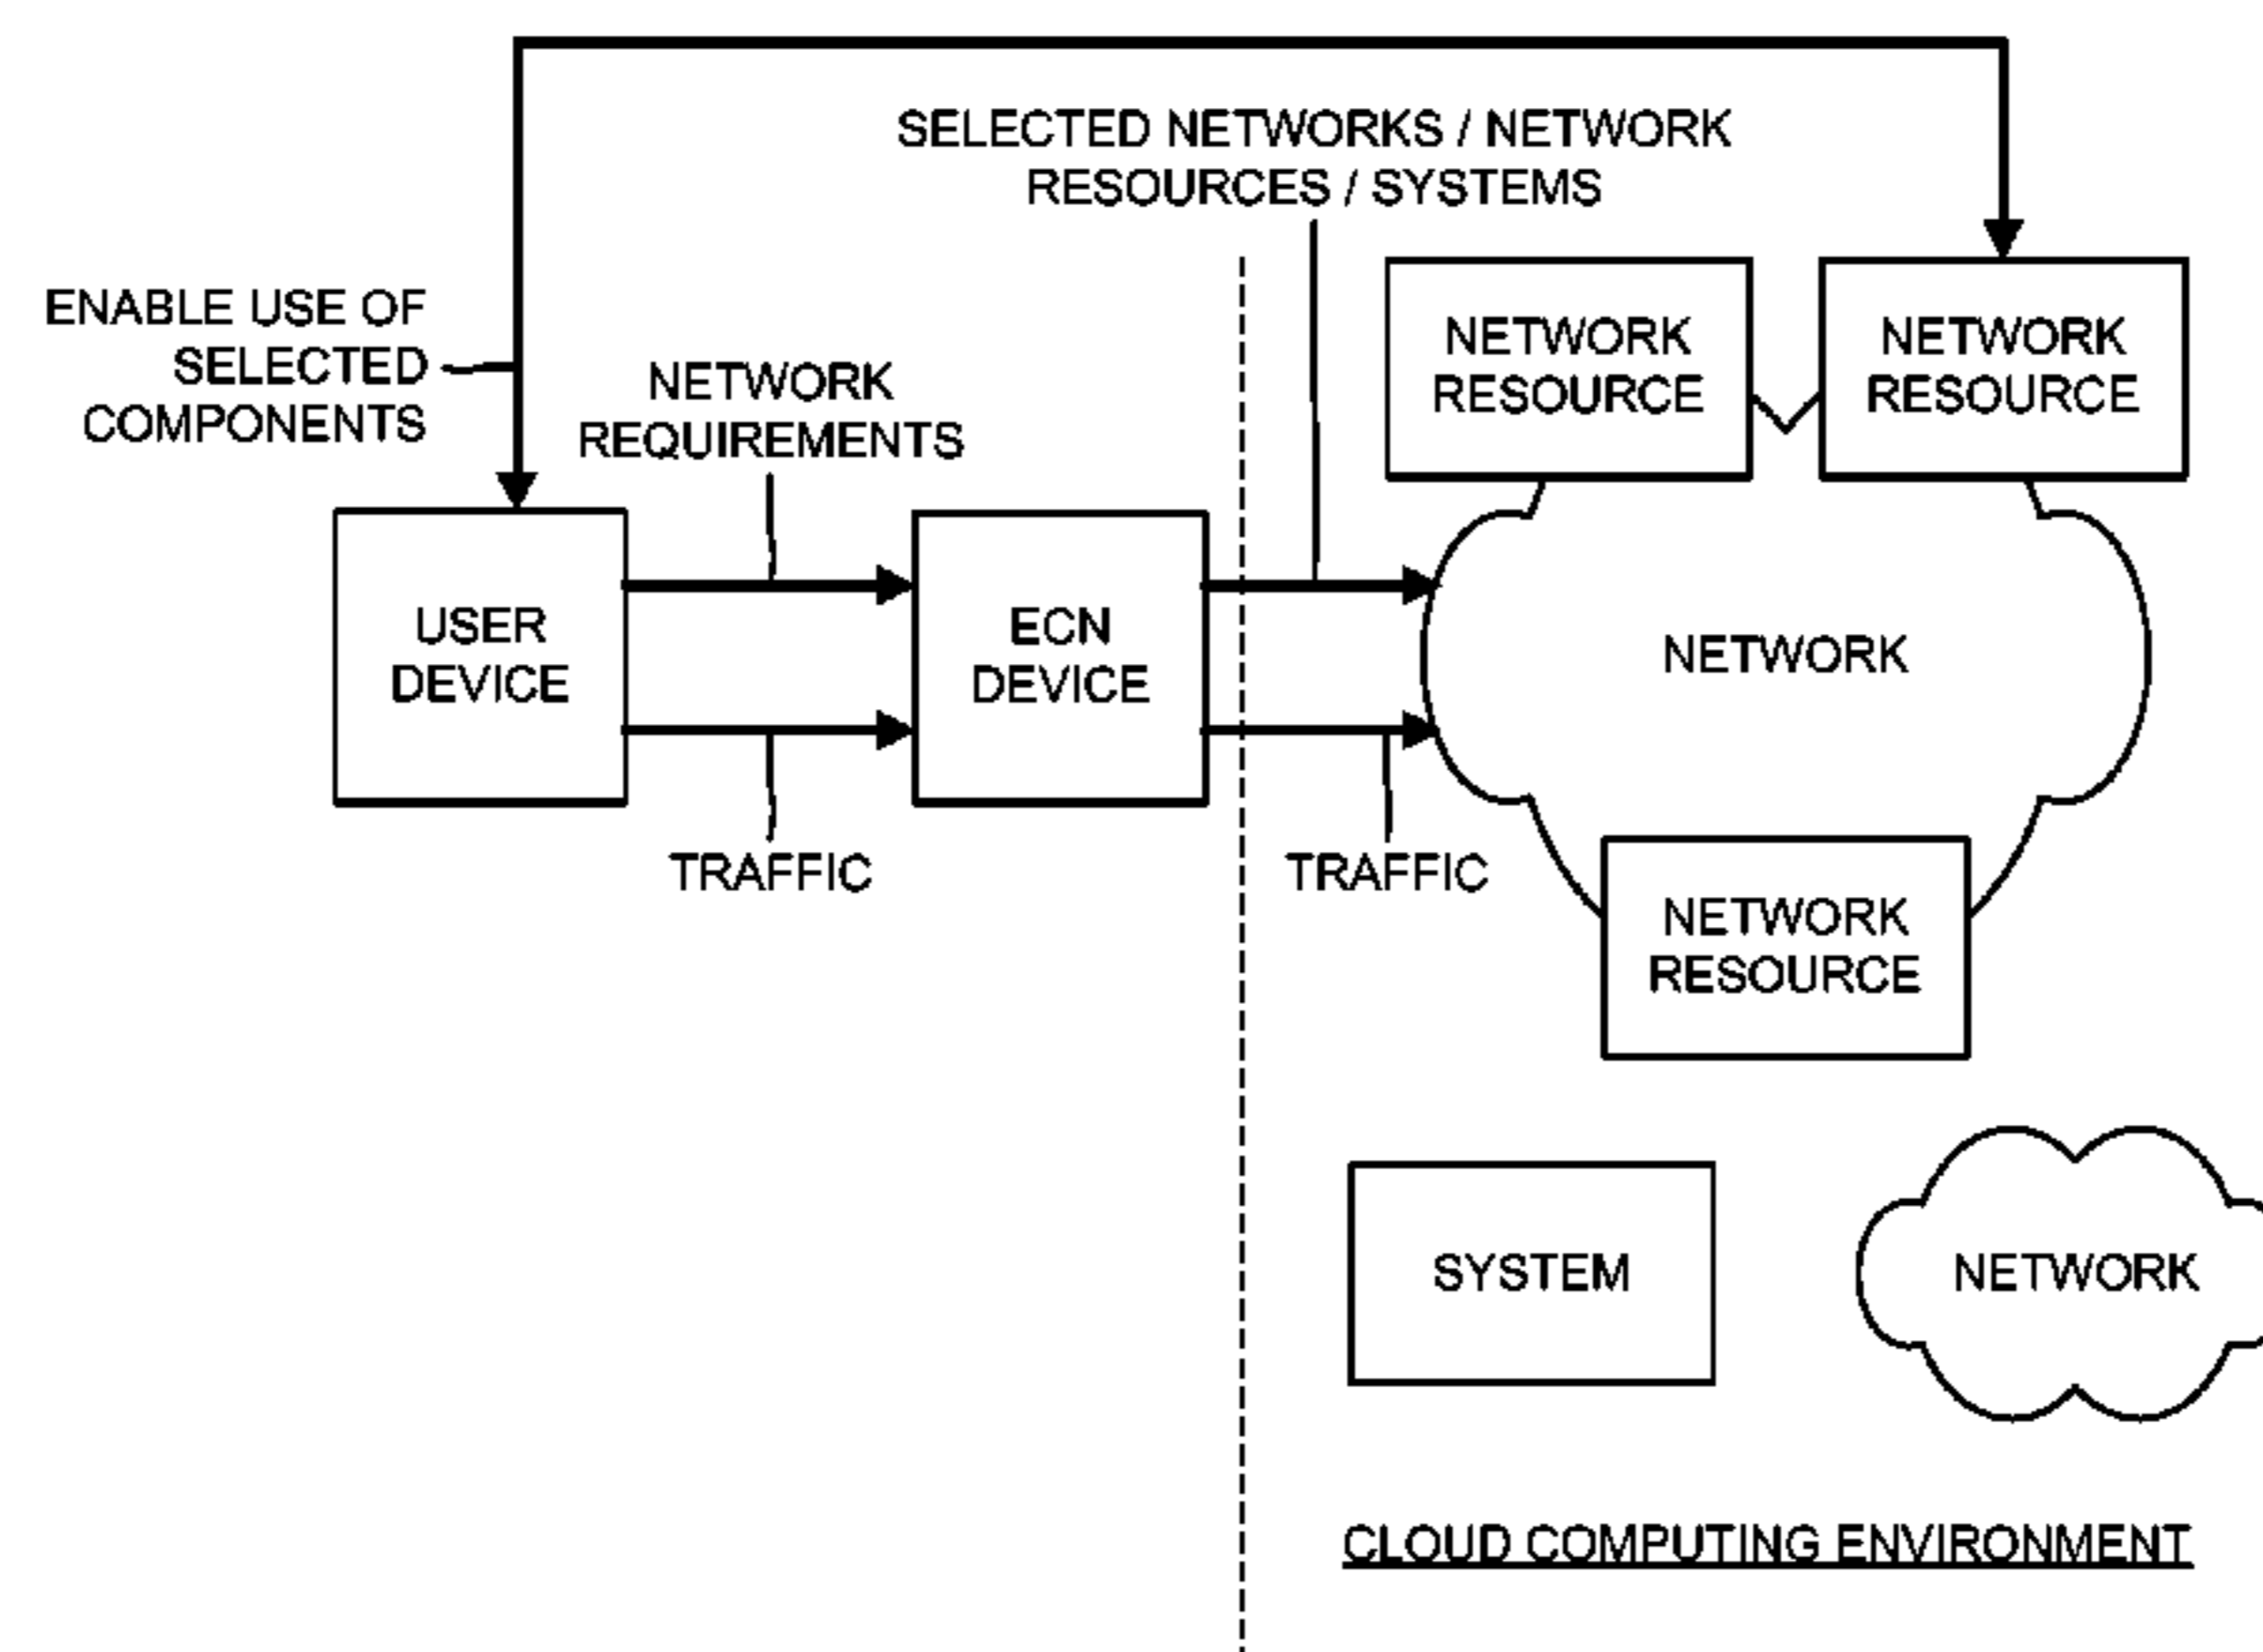 SELECTED NETWORKS / NETWORK
RESOURCES / SYSTEMS
ENABLE USE OF
SELECTED
COMPONENTS
NETWORK
REQUIREMENTS
NETWORK
RESOURCE
NETWORK
RESOURCE
USER
DEVICE
ECN
DEVICE
NETWORK
TRAFFIC
TRAFFIC
NETWORK
RESOURCE
SYSTEM
NETWORK
CLOUD COMPUTING ENVIRONMENT